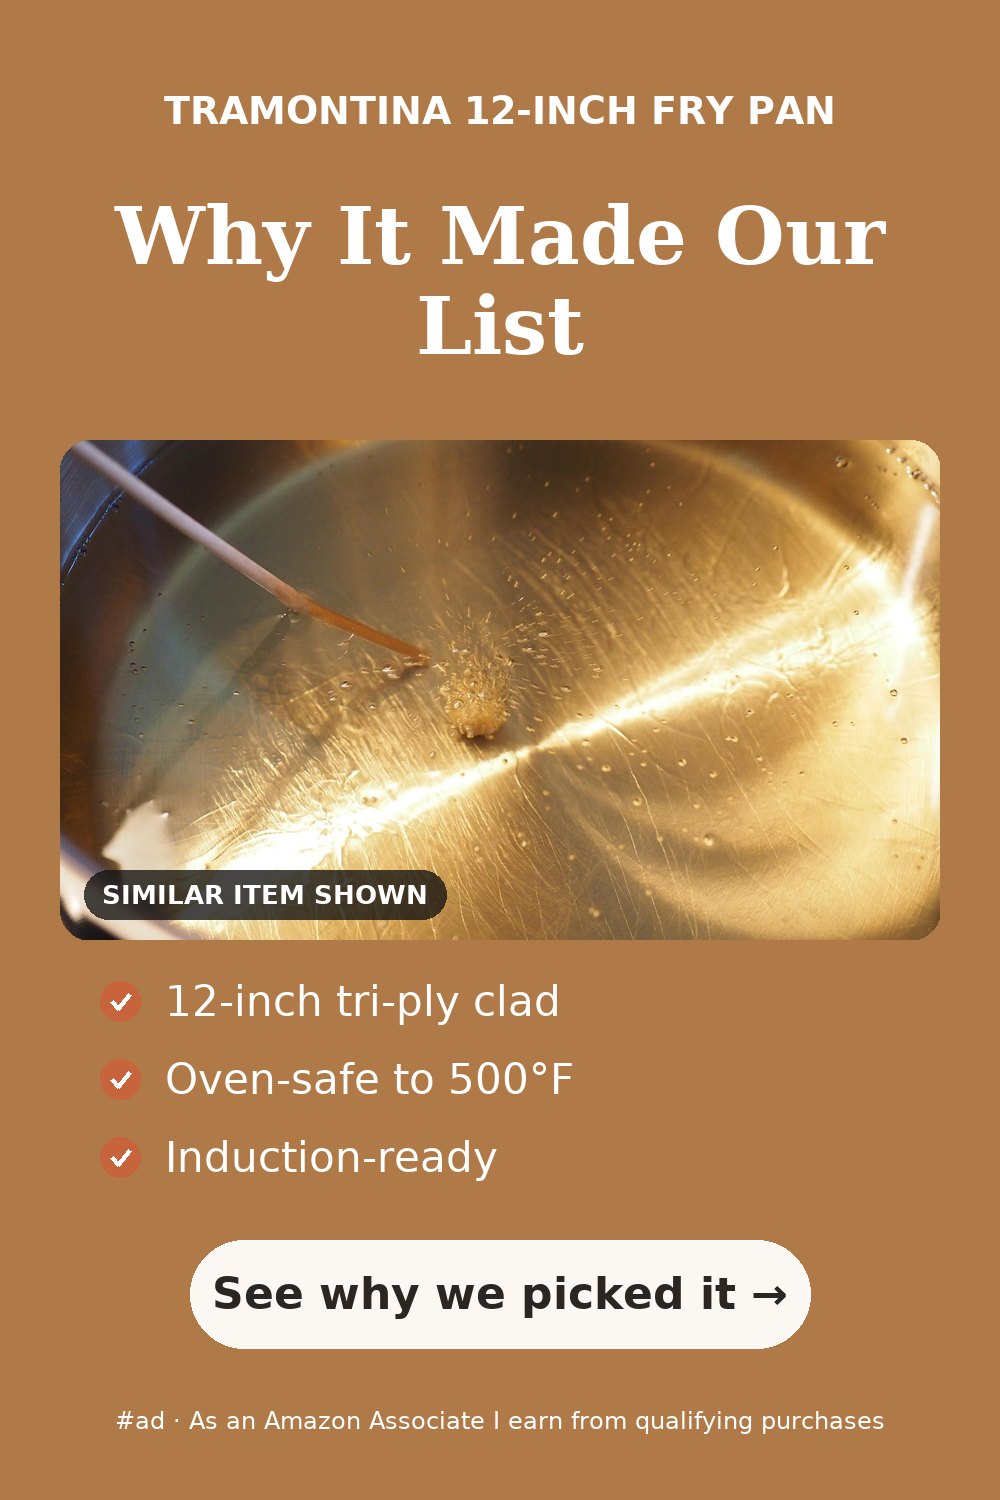 TRAMONTINA 12-INCH FRY PAN
Why It Made Our
List
SIMILAR ITEM SHOWN
12-inch tri-ply clad
Oven-safe to 500°F
Induction-ready
See why we picked it →
#ad · As an Amazon Associate I earn from qualifying purchases